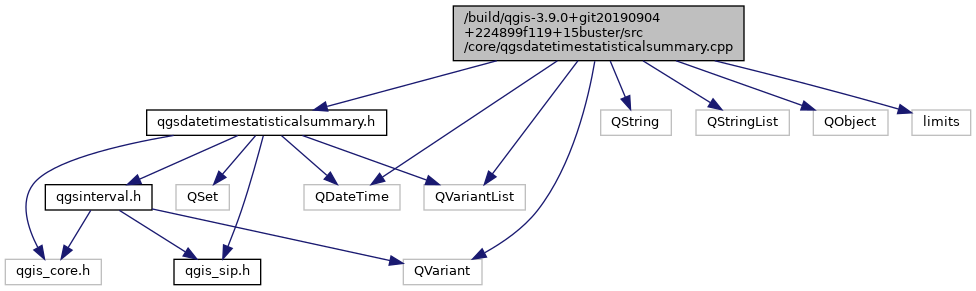 /build/qgis-3.9.0+git20190904
+224899f119+15buster/src
/core/qgsdatetimestatisticalsummary.cpp
qgsdatetimestatisticalsummary.h
QString
QStringList
QObject
limits
qgsinterval.h
QSet
QDateTime
QVariantList
qgis_core.h
qgis_sip.h
QVariant